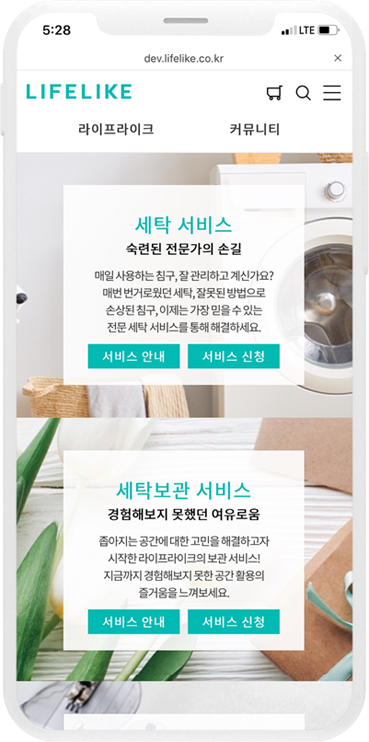 5:28
LTE
dev.lifelike.co.kr
LIFELIKE
라이프라이크 커뮤니티
세탁 서비스
숙련된 전문가의 손길
매일 사용하는 침구, 잘 관리하고 계신가요?
매번 번거로웠던 세탁, 잘못된 방법으로
손상된 침구, 이제는 가장 믿을 수 있는
전문 세탁 서비스를 통해 해결하세요.
서비스 안내 서비스 신청
세탁보관 서비스
경험해보지 못했던 여유로움
좁아지는 공간에 대한 고민을 해결하고자
시작한 라이프라이크의 보관 서비스!
지금까지 경험해보지 못한 공간 활용의
즐거움을 느껴보세요.
서비스 안내 서비스 신청